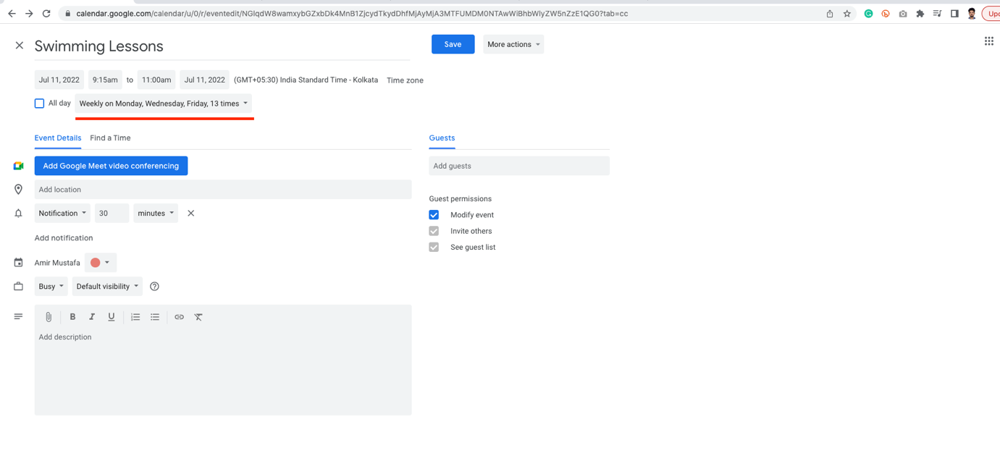 calendar.google.com/calendar/u/0/r/eventedit/NGlqdW8wamxybGZxbDk4MnB1ZjcydTkydDhfMjAyMjA3MTFUMDM0NTAwWiBhbWlyZW5nZzE1QG0?tab=cc
Upc
Swimming Lessons
Save
More actions
Jul 11, 2022 9:15am to 11:00am Jul 11, 2022 (GMT+05:30) India Standard Time - Kolkata Time zone
All day Weekly on Monday, Wednesday, Friday, 13 times
Event Details Find a Time
Guests
Add Google Meet video conferencing
Add guests
Add location
Guest permissions
Notification 30 minutes
Modify event
Invite others
Add notification
See guest list
Amir Mustafa
Busy Default visibility
B I U
Add description